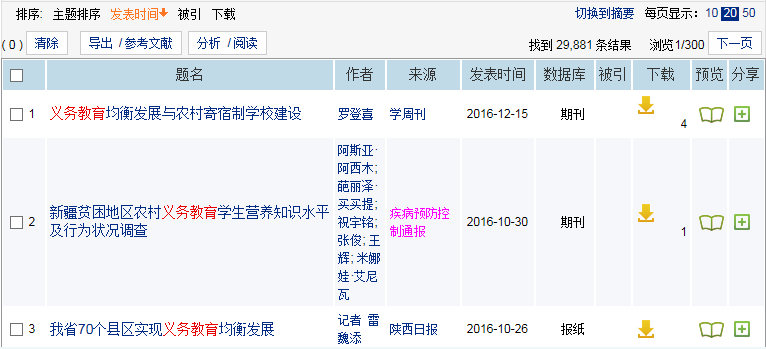 排序: 主题排序 发表时间 被引 下载 切换到摘要 每页显示: 10 20 50
( 0 ) 清除 导出 / 参考文献 分析 / 阅读 找到 29,881 条结果 浏览1/300 下一页
题名 作者 来源 发表时间 数据库 被引 下载 预览 分享
1 义务教育均衡发展与农村寄宿制学校建设 罗登喜 学周刊 2016-12-15 期刊 4
2 新疆贫困地区农村义务教育学生营养知识水平
及行为状况调查
阿斯亚·
阿西木;
葩丽泽·
买买提;
祝宇铭;
张俊; 王
辉; 米娜
娃·艾尼
瓦
疾病预防控
制通报
2016-10-30 期刊 1
3 我省70个县区实现义务教育均衡发展
记者 雷
魏添
陕西日报 2016-10-26 报纸